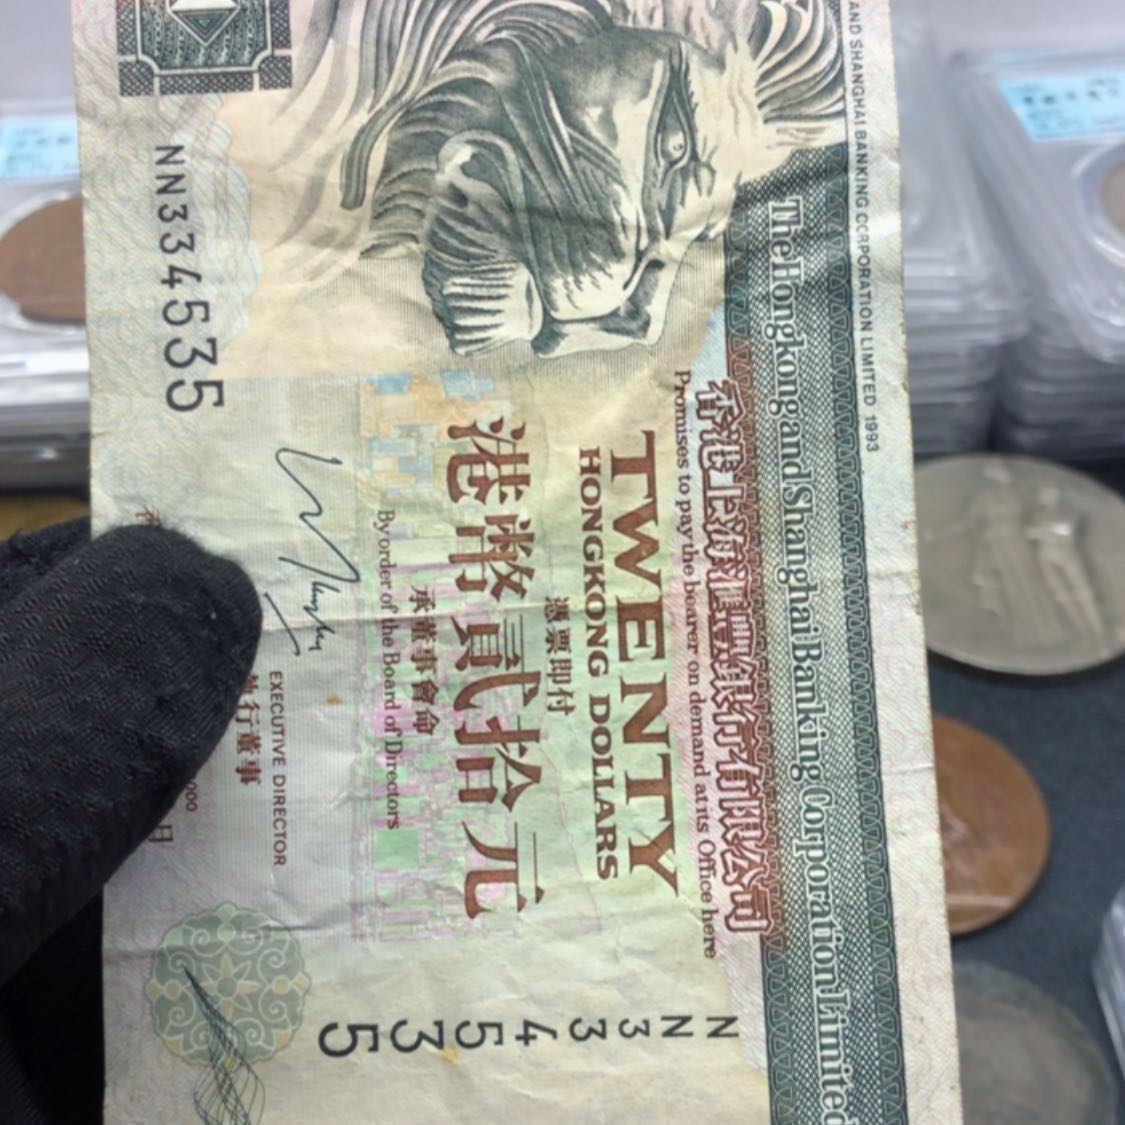 AND SHANGHAI BANKING CORPORATION LIMITED 1993
The Hongkong and Shanghai Banking Corporation Limited
香港上海滙豐銀行有限公司
Promises to pay the bearer on demand at its Office here
TWENTY
HONGKONG DOLLARS
憑票即付
港幣貳拾元
承董事會命
By order of the Board of Directors
EXECUTIVE DIRECTOR
行董事
月
NN334535
NN334535